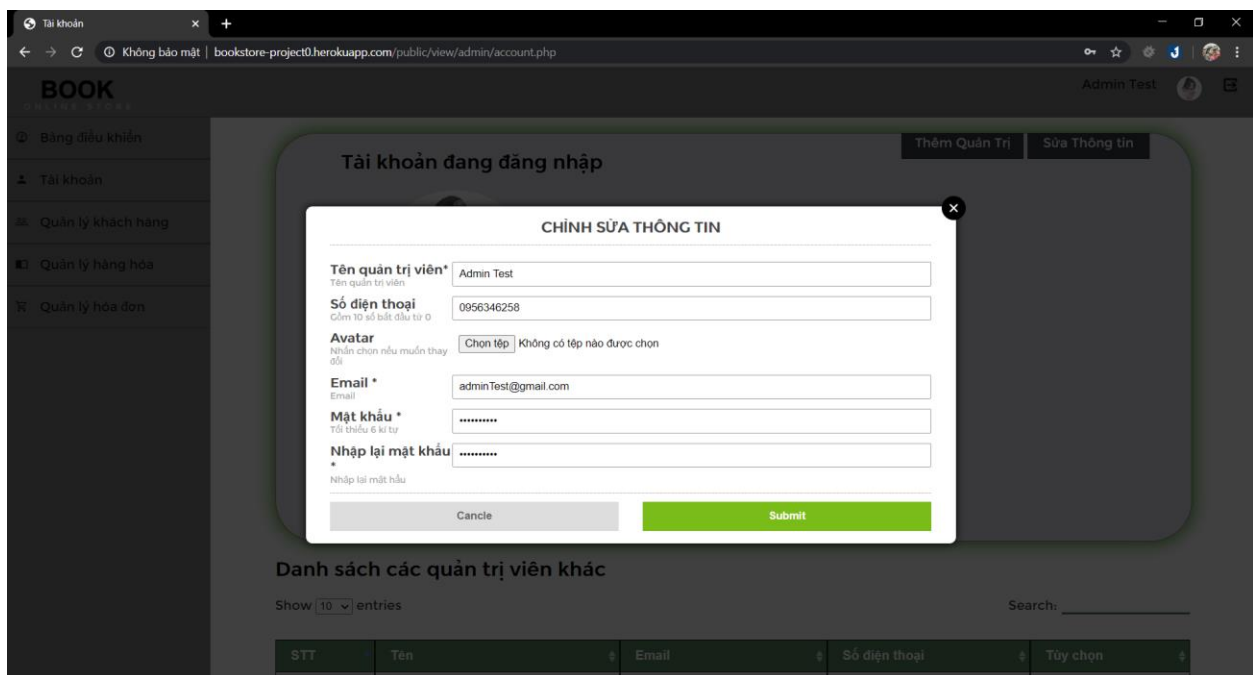 Tài khoản
Không bảo mật | bookstore-project0.herokuapp.com/public/view/admin/account.php
BOOK
ONLINE STORE
Admin Test
Bảng điều khiển
Tài khoản
Quản lý khách hàng
Quản lý hàng hóa
Quản lý hóa đơn
Thêm Quản Trị
Sửa Thông tin
Tài khoản đang đăng nhập
CHỈNH SỬA THÔNG TIN
Tên quản trị viên*
Tên quản trị viên
Admin Test
Số điện thoại
Gồm 10 số bắt đầu từ 0
0956346258
Avatar
Nhấn chọn nếu muốn thay
đổi
Chọn tệp Không có tệp nào được chọn
Email *
Email
adminTest@gmail.com
Mật khẩu *
Tối thiểu 6 kí tự
••••••••••
Nhập lại mật khẩu
*
Nhập lại mật hẩu
••••••••••
Cancle
Submit
Danh sách các quản trị viên khác
Show 10 entries
Search:
STT Tên Email Số điện thoại Tùy chọn